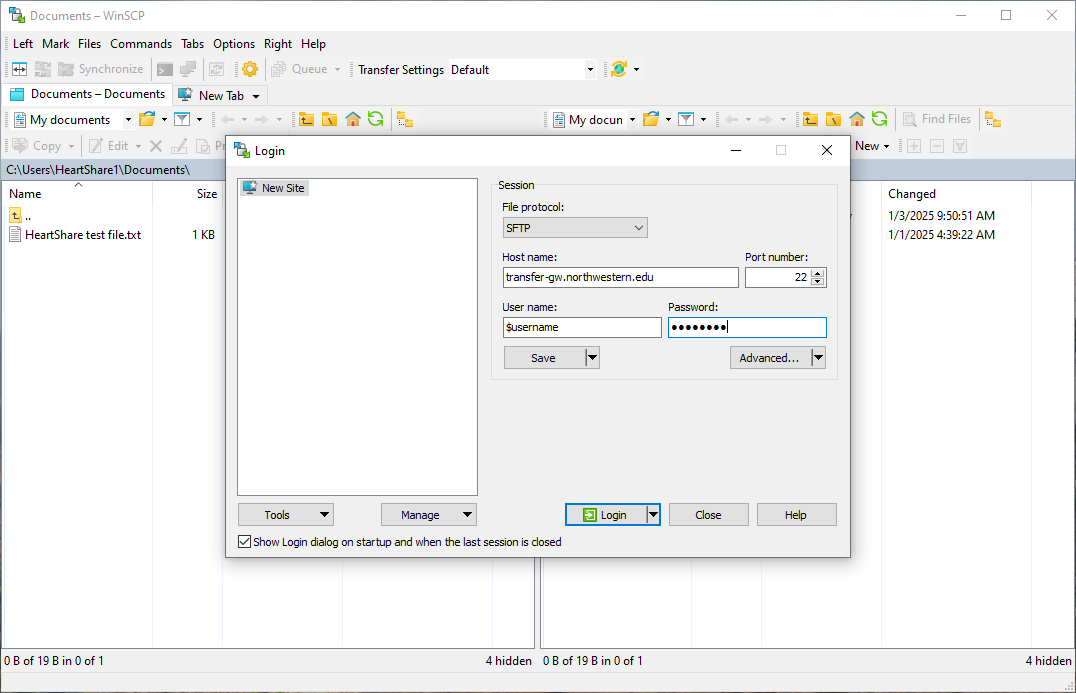 Documents – WinSCP
Left Mark Files Commands Tabs Options Right Help
Synchronize Queue Transfer Settings Default
Documents – Documents New Tab
My documents My docun Find Files
Copy Edit New
C:\Users\HeartShare1\Documents\
Name Size Changed
.. 1/3/2025 9:50:51 AM
HeartShare test file.txt 1 KB 1/1/2025 4:39:22 AM
Login
New Site
Session
File protocol:
SFTP
Host name: Port number:
transfer-gw.northwestern.edu 22
User name: Password:
$username ●●●●●●●●
Save Advanced...
Tools Manage Login Close Help
Show Login dialog on startup and when the last session is closed
0 B of 19 B in 0 of 1 4 hidden 0 B of 19 B in 0 of 1 4 hidden